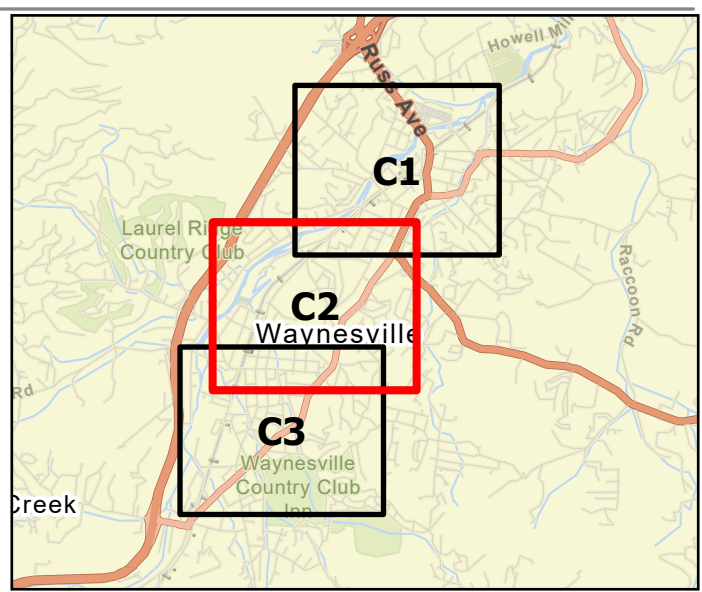 Howell Mil
Russ Ave
C1
Laurel Ridge
Country Club
Raccoon Rd
C2
Waynesville
Rd
C3
Waynesville
Country Club
Inn
Creek